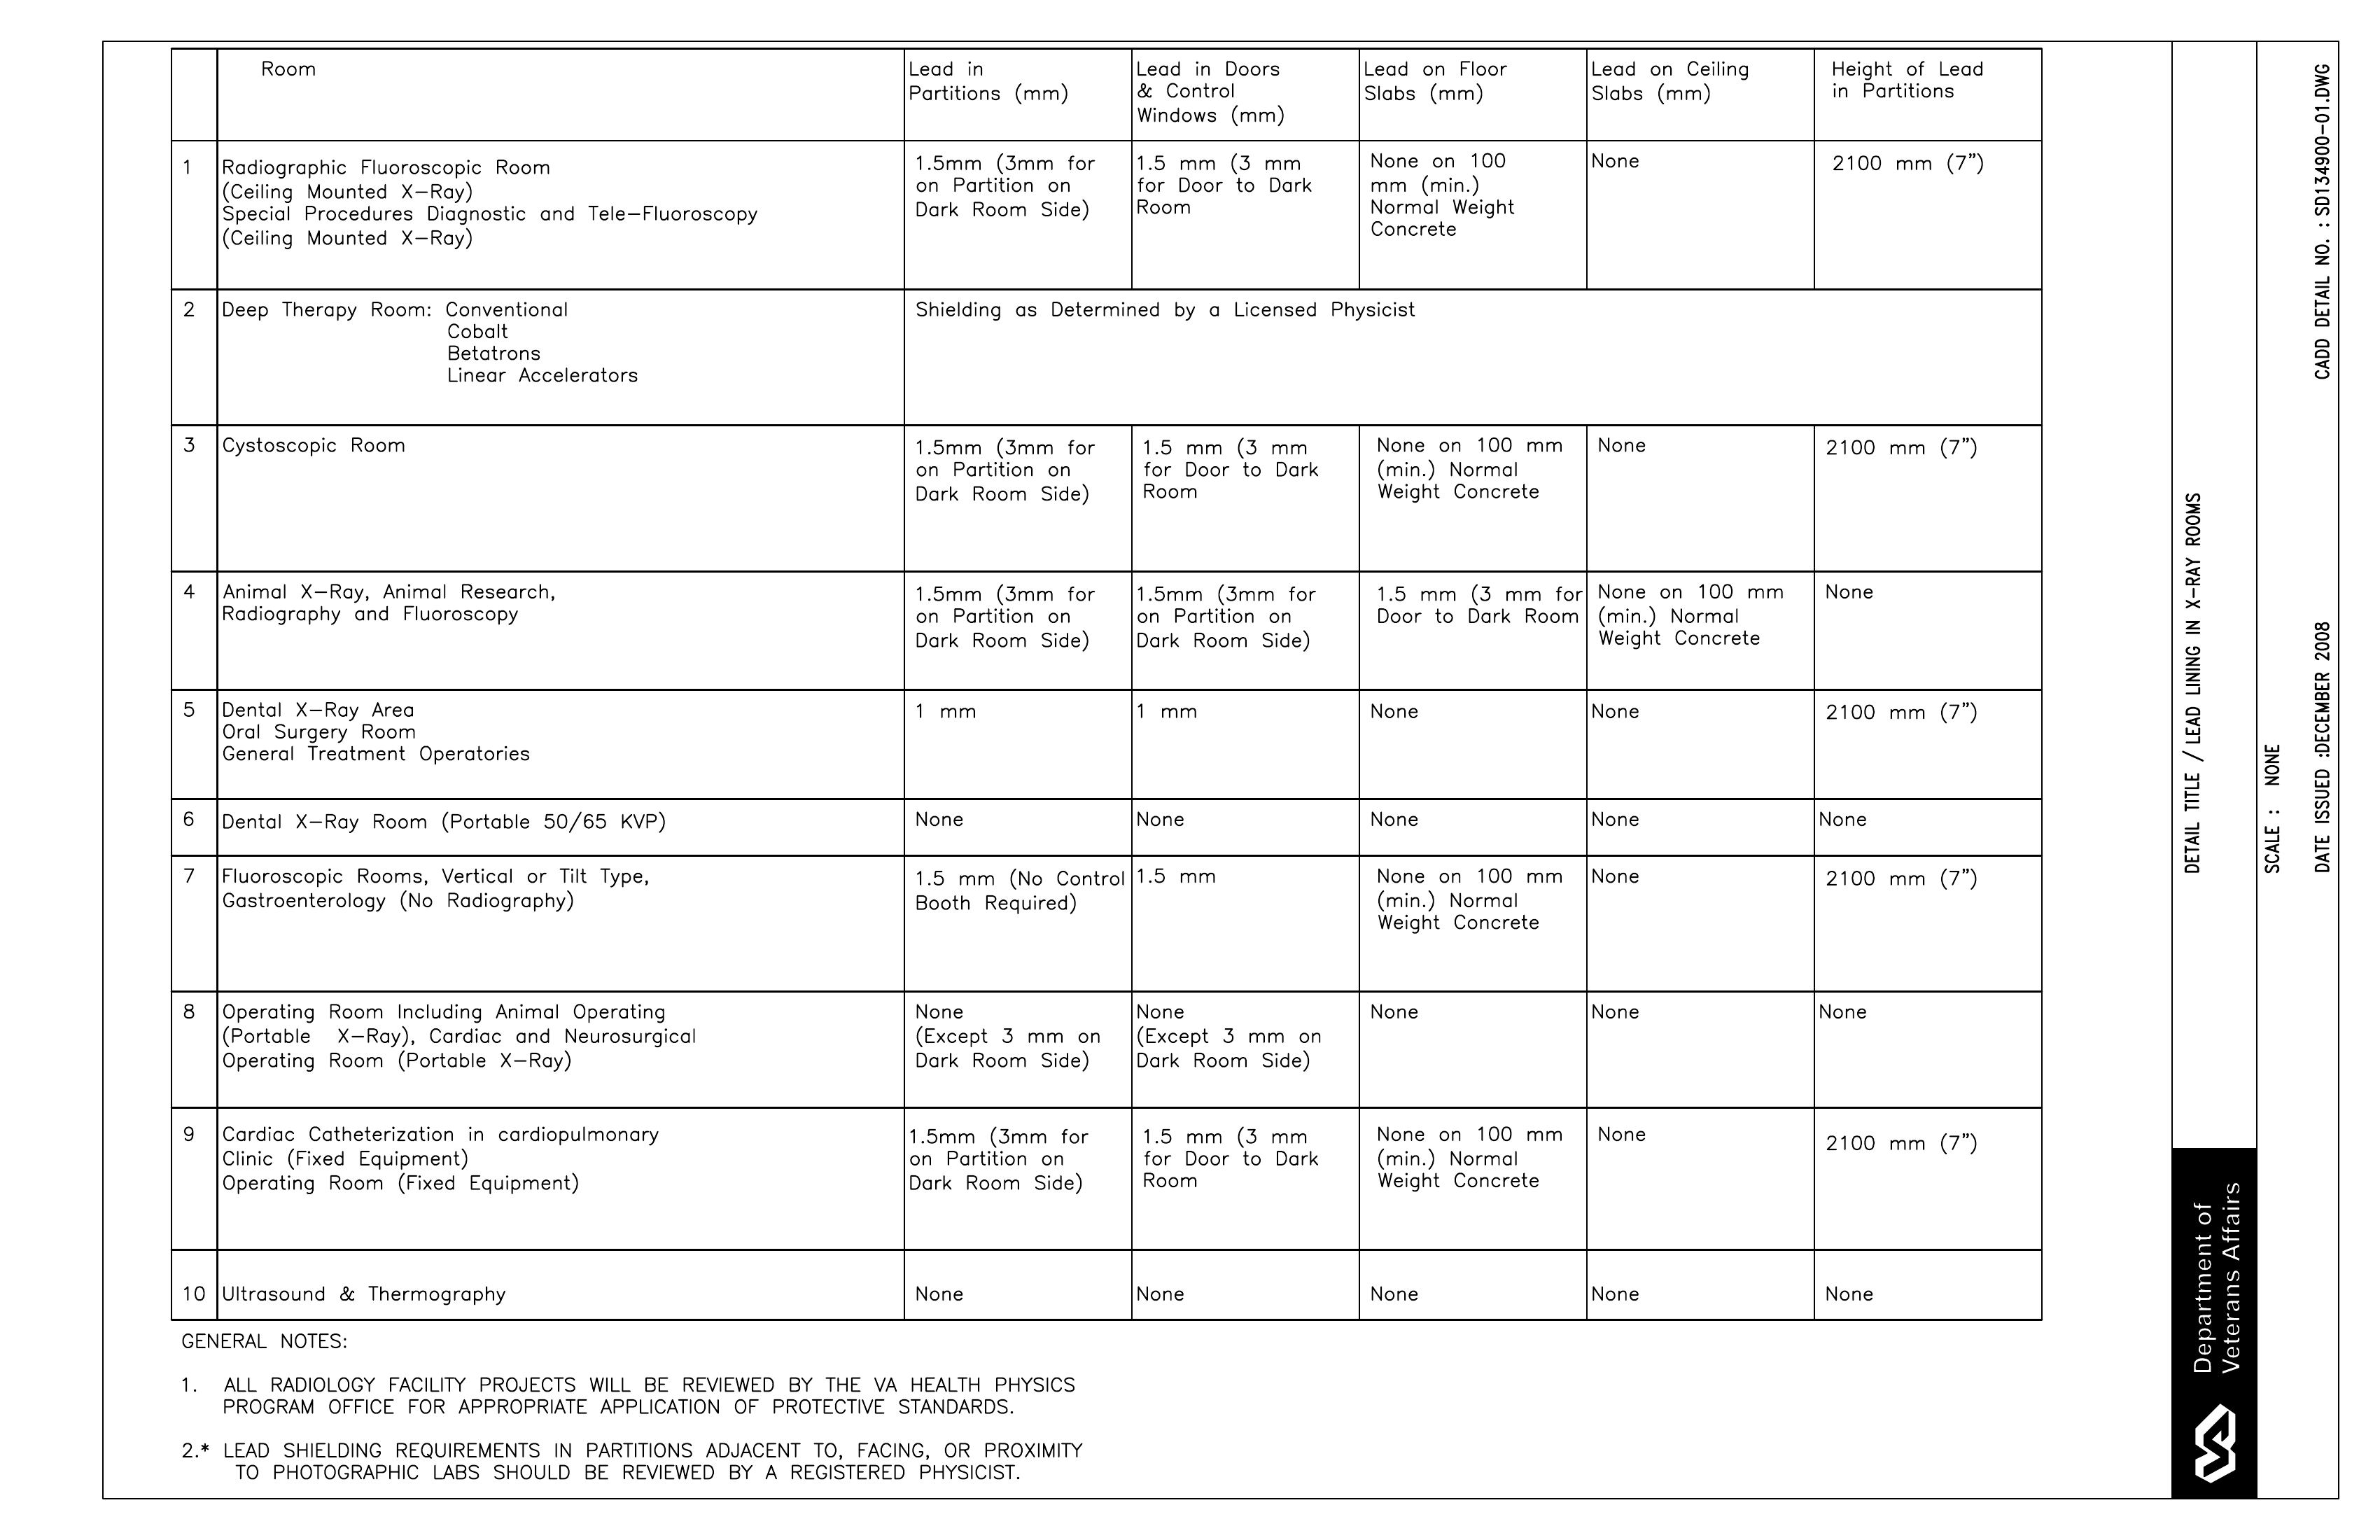 Room
Lead in
Partitions (mm)
Lead in Doors
& Control
Windows (mm)
Lead on Floor
Slabs (mm)
Lead on Ceiling
Slabs (mm)
Height of Lead
in Partitions
1
Radiographic Fluoroscopic Room
(Ceiling Mounted X-Ray)
Special Procedures Diagnostic and Tele-Fluoroscopy
(Ceiling Mounted X-Ray)
1.5mm (3mm for
on Partition on
Dark Room Side)
1.5 mm (3 mm
for Door to Dark
Room
None on 100
mm (min.)
Normal Weight
Concrete
None
2100 mm (7")
2
Deep Therapy Room: Conventional
Cobalt
Betatrons
Linear Accelerators
Shielding as Determined by a Licensed Physicist
3
Cystoscopic Room
1.5mm (3mm for
on Partition on
Dark Room Side)
1.5 mm (3 mm
for Door to Dark
Room
None on 100 mm
(min.) Normal
Weight Concrete
None
2100 mm (7")
4
Animal X-Ray, Animal Research,
Radiography and Fluoroscopy
1.5mm (3mm for
on Partition on
Dark Room Side)
1.5mm (3mm for
on Partition on
Dark Room Side)
1.5 mm (3 mm for
Door to Dark Room
None on 100 mm
(min.) Normal
Weight Concrete
None
5
Dental X-Ray Area
Oral Surgery Room
General Treatment Operatories
1 mm
1 mm
None
None
2100 mm (7")
6
Dental X-Ray Room (Portable 50/65 KVP)
None
None
None
None
None
7
Fluoroscopic Rooms, Vertical or Tilt Type,
Gastroenterology (No Radiography)
1.5 mm (No Control
Booth Required)
1.5 mm
None on 100 mm
(min.) Normal
Weight Concrete
None
2100 mm (7")
8
Operating Room Including Animal Operating
(Portable X-Ray), Cardiac and Neurosurgical
Operating Room (Portable X-Ray)
None
(Except 3 mm on
Dark Room Side)
None
(Except 3 mm on
Dark Room Side)
None
None
None
9
Cardiac Catheterization in cardiopulmonary
Clinic (Fixed Equipment)
Operating Room (Fixed Equipment)
1.5mm (3mm for
on Partition on
Dark Room Side)
1.5 mm (3 mm
for Door to Dark
Room
None on 100 mm
(min.) Normal
Weight Concrete
None
2100 mm (7")
10
Ultrasound & Thermography
None
None
None
None
None
GENERAL NOTES:
1. ALL RADIOLOGY FACILITY PROJECTS WILL BE REVIEWED BY THE VA HEALTH PHYSICS
PROGRAM OFFICE FOR APPROPRIATE APPLICATION OF PROTECTIVE STANDARDS.
2.* LEAD SHIELDING REQUIREMENTS IN PARTITIONS ADJACENT TO, FACING, OR PROXIMITY
TO PHOTOGRAPHIC LABS SHOULD BE REVIEWED BY A REGISTERED PHYSICIST.
DETAIL TITLE / LEAD LINING IN X-RAY ROOMS
SCALE : NONE
DATE ISSUED :DECEMBER 2008
CADD DETAIL NO. : SD134900-01.DWG
Department of
Veterans Affairs